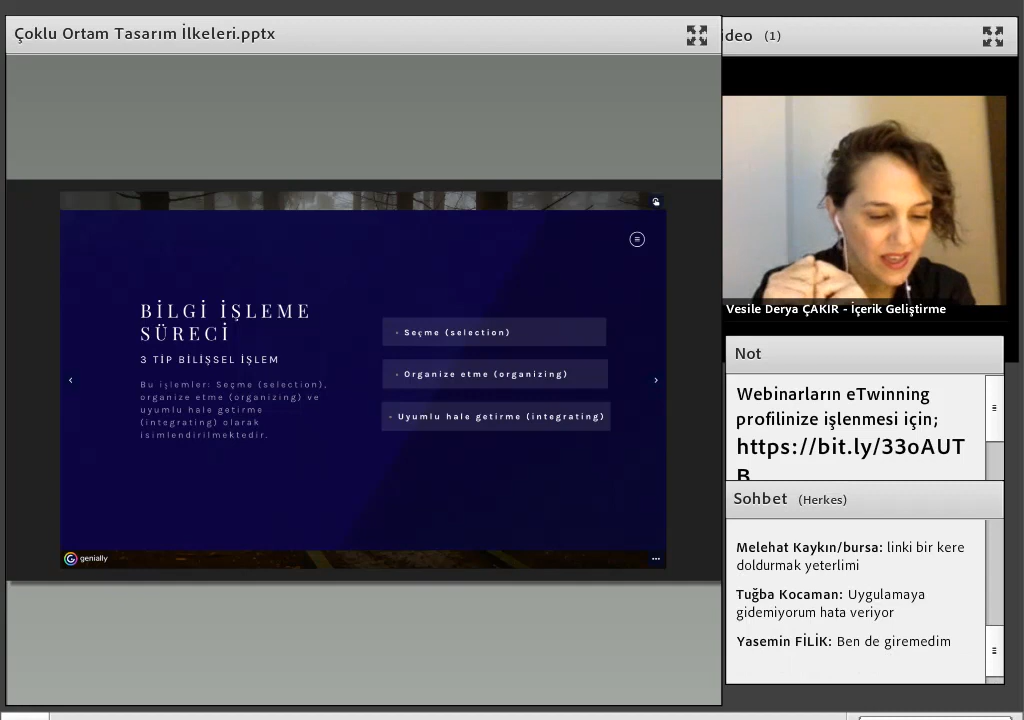 Çoklu Ortam Tasarım İlkeleri.pptx
ideo (1)
BİLGİ İŞLEME
SÜRECİ
3 TİP BİLİŞSEL İŞLEM
Bu işlemler: Seçme (selection),
organize etme (organizing) ve
uyumlu hale getirme
(integrating) olarak
isimlendirilmektedir.
- Seçme (selection)
- Organize etme (organizing)
- Uyumlu hale getirme (integrating)
genially
Vesile Derya ÇAKIR - İçerik Geliştirme
Not
Webinarların eTwinning
profilinize işlenmesi için;
https://bit.ly/33oAUT
B
Sohbet (Herkes)
Melehat Kaykın/bursa: linki bir kere
doldurmak yeterlimi
Tuğba Kocaman: Uygulamaya
gidemiyorum hata veriyor
Yasemin FİLİK: Ben de giremedim